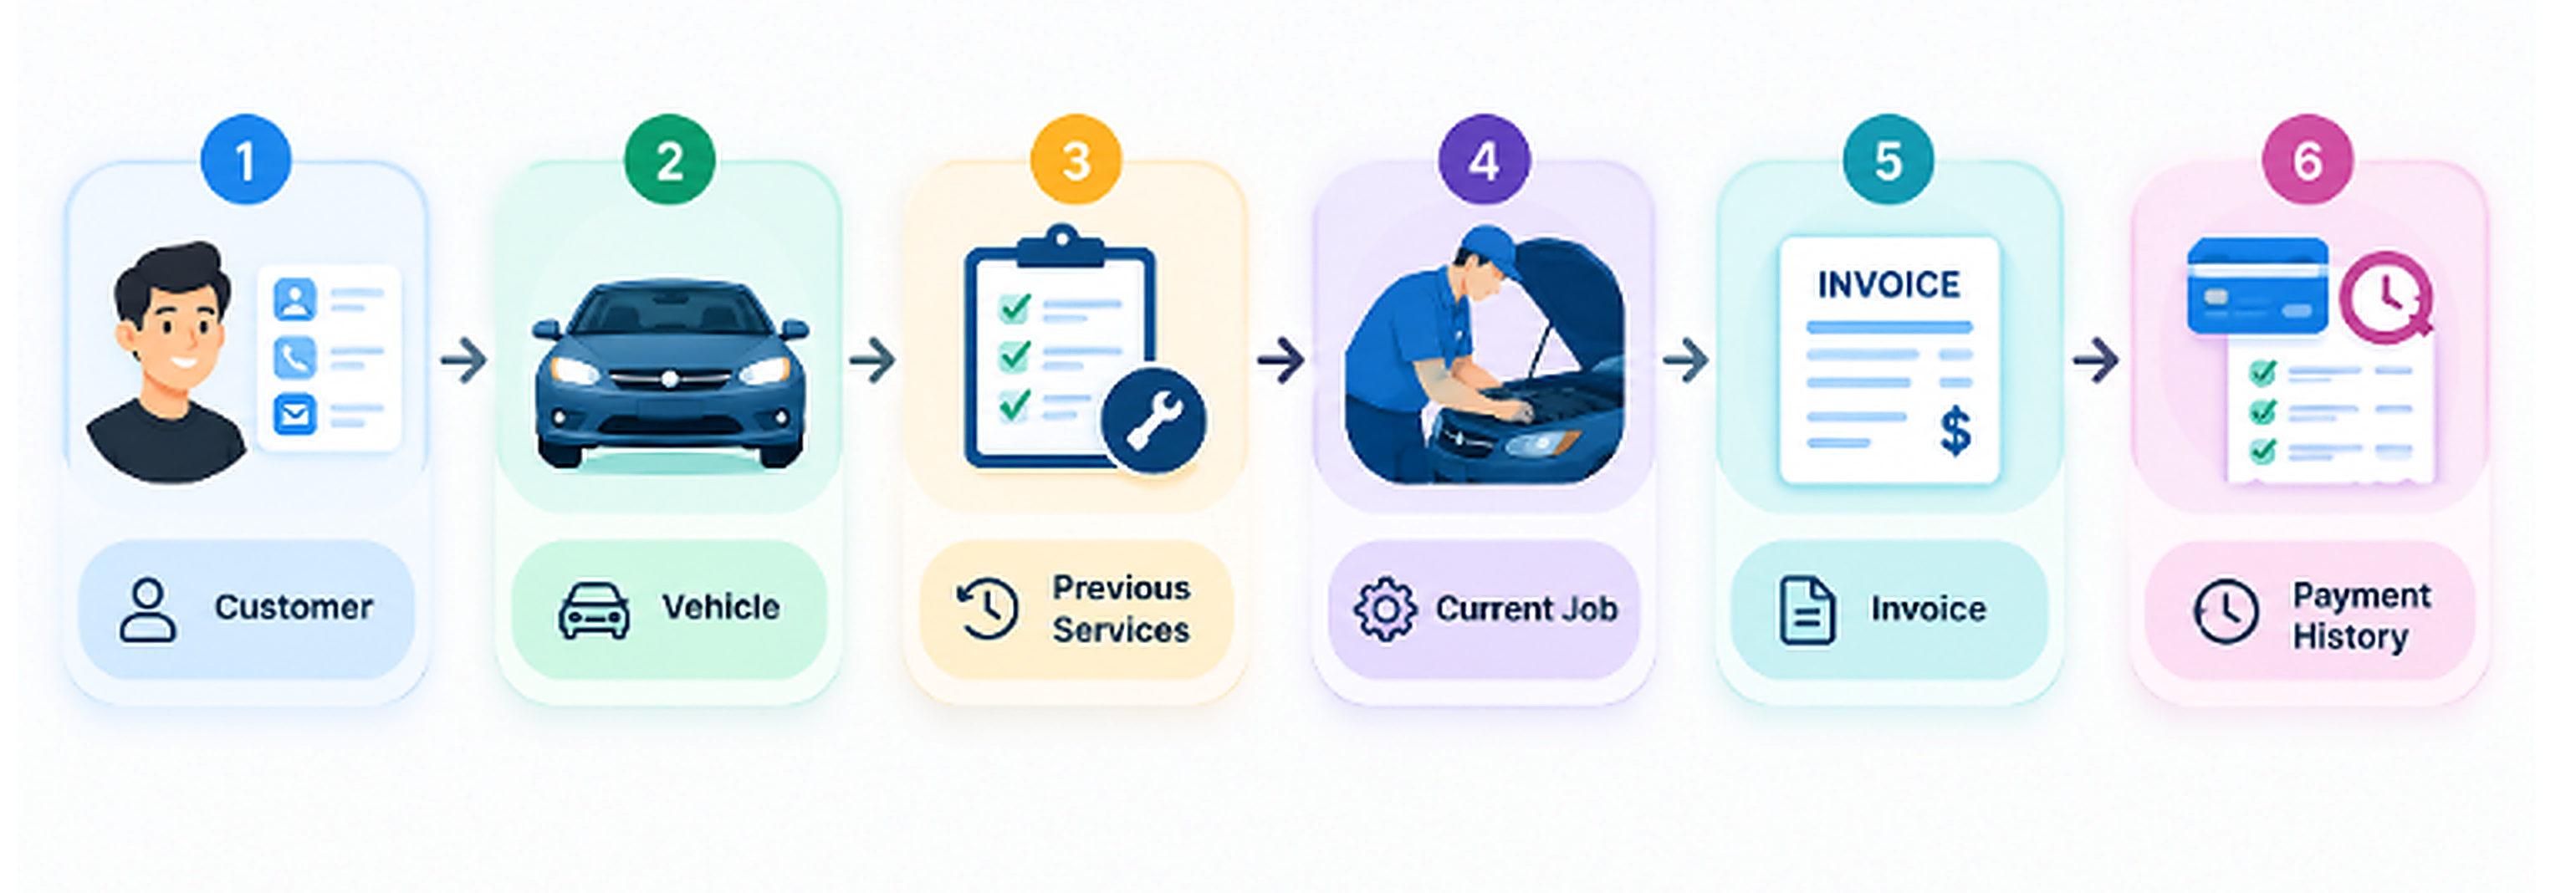 1
2
3
4
5
6
INVOICE
$
Customer
Vehicle
Previous
Services
Current Job
Invoice
Payment
History